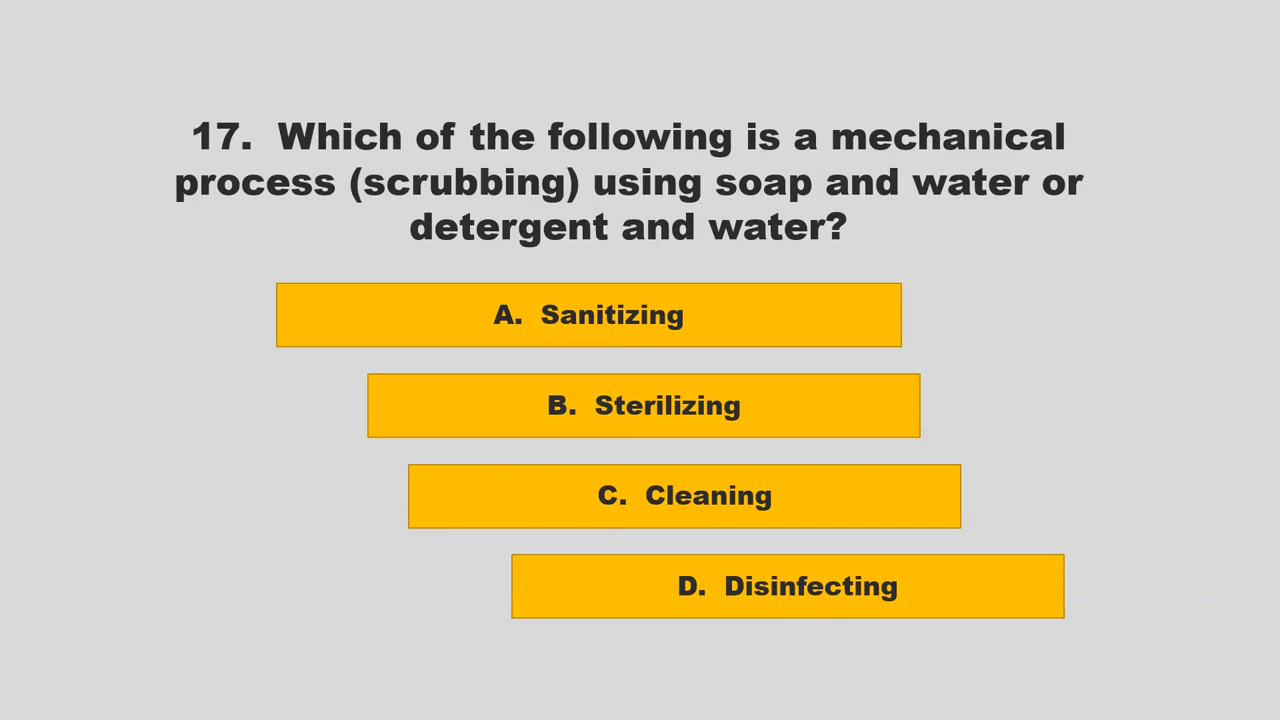 17.  Which of the following is a mechanical
process (scrubbing) using soap and water or
detergent and water?
A.  Sanitizing
B.  Sterilizing
C.  Cleaning
D.  Disinfecting